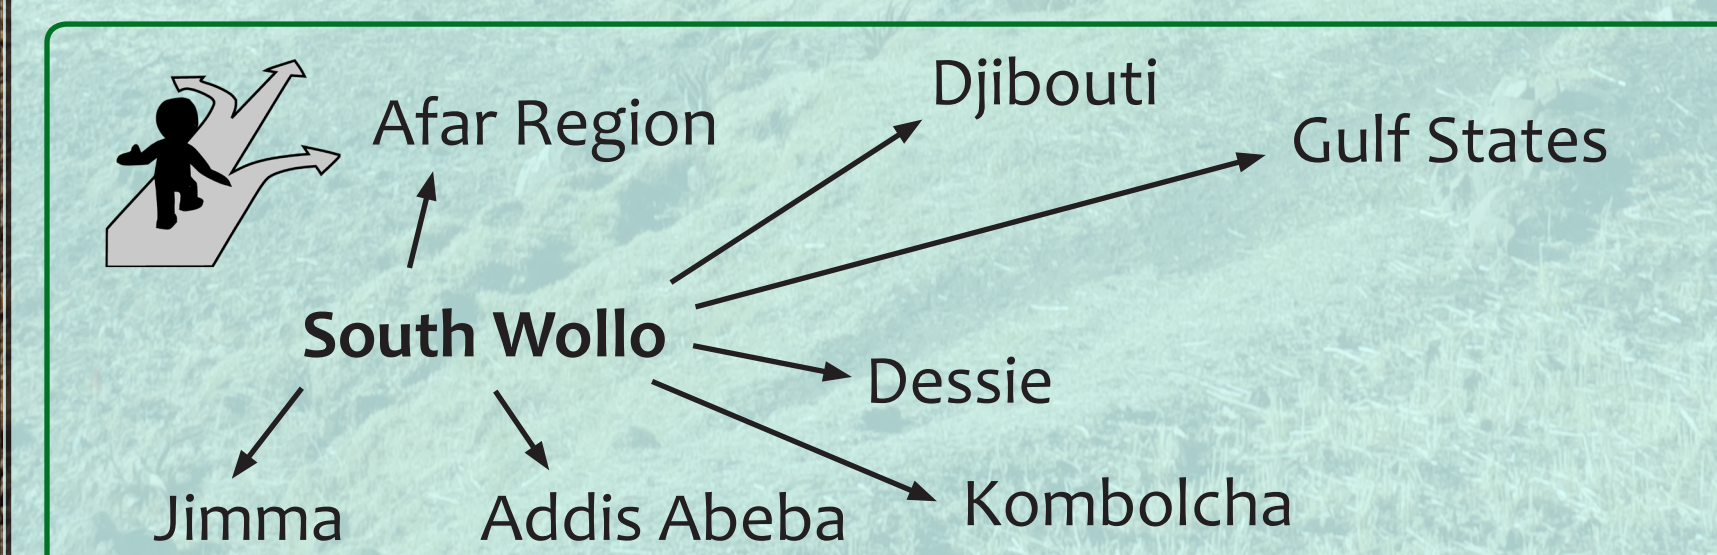 Djibouti
Afar Region
Gulf States
South Wollo
Dessie
Kombolcha
Jimma
Addis Abeba